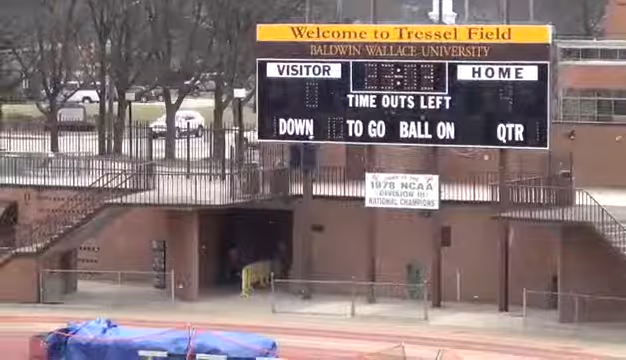 Welcome to Tressel Field
BALDWIN WALLACE UNIVERSITY
VISITOR
HOME
TIME OUTS LEFT
DOWN TO GO BALL ON QTR
1978 NCAA
DIVISION III
NATIONAL CHAMPIONS